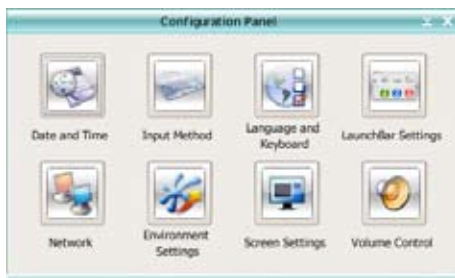 Configuration Panel
Date and Time
Input Method
Language and
Keyboard
LaunchBar Settings
Network
Environment
Settings
Screen Settings
Volume Control